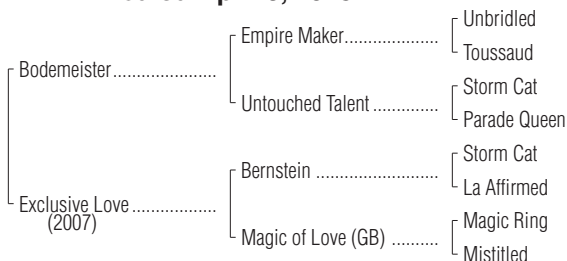 Unbridled
Empire Maker.....................
Toussaud
Bodemeister.......................
Storm Cat
Untouched Talent ..............
Parade Queen
Storm Cat
Bernstein ...........................
La Affirmed
Exclusive Love ...................
(2007)
Magic Ring
Magic of Love (GB) ..........
Mistitled